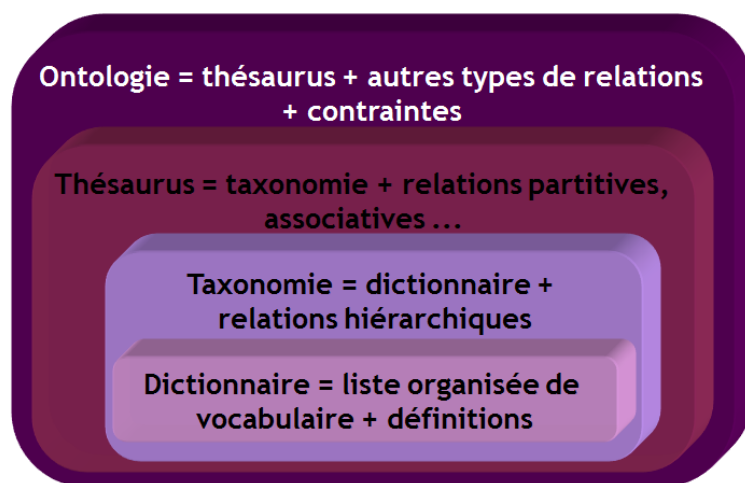 Ontologie = thésaurus + autres types de relations
+ contraintes
Thésaurus = taxonomie + relations partitives,
associatives ...
Taxonomie = dictionnaire +
relations hiérarchiques
Dictionnaire = liste organisée de
vocabulaire + définitions